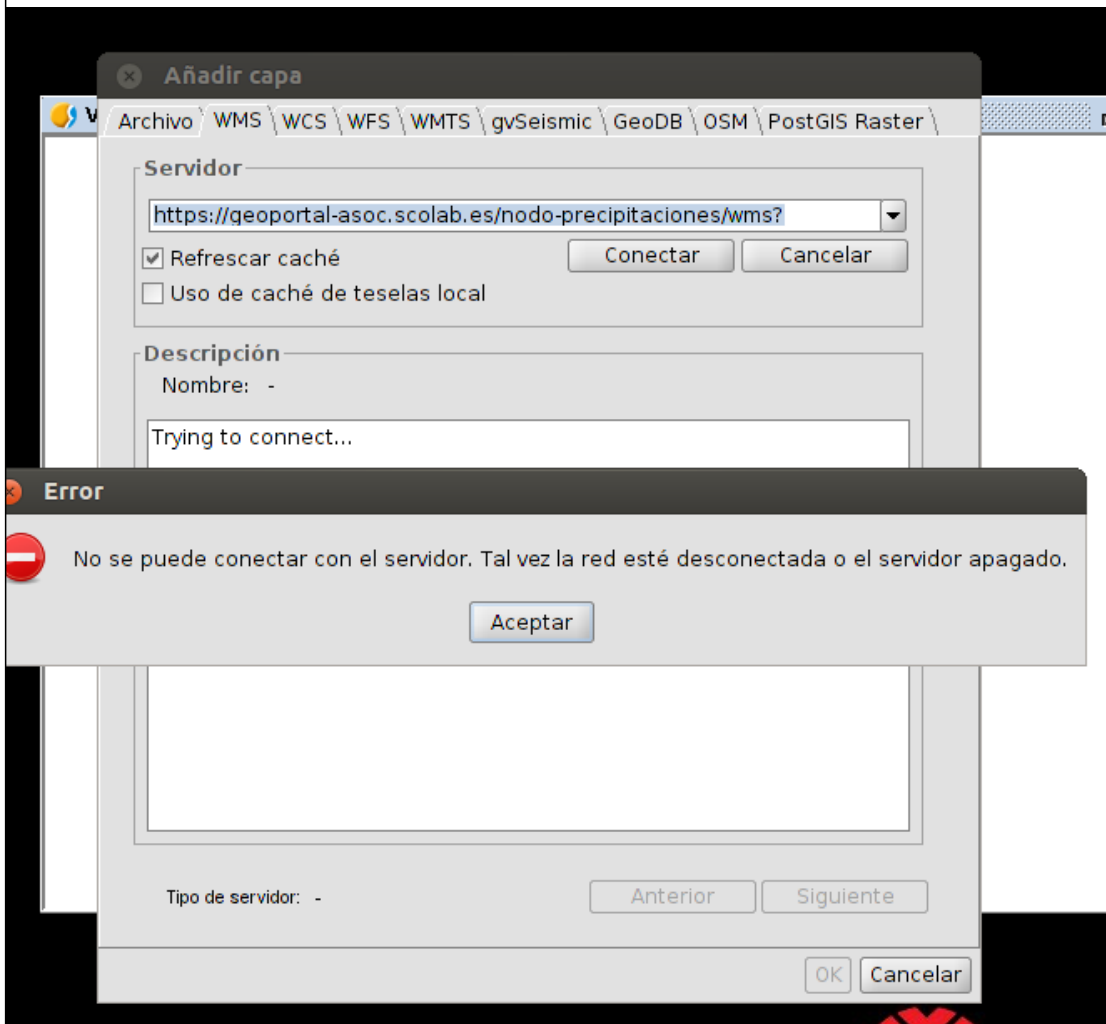 Añadir capa
Archivo WMS WCS WFS WMTS gvSeismic GeoDB OSM PostGIS Raster
Servidor
https://geoportal-asoc.scolab.es/nodo-precipitaciones/wms?
Refrescar caché Conectar Cancelar
Uso de caché de teselas local
Descripción
Nombre: -
Trying to connect...
Error
No se puede conectar con el servidor. Tal vez la red esté desconectada o el servidor apagado.
Aceptar
Tipo de servidor: - Anterior Siguiente
OK Cancelar